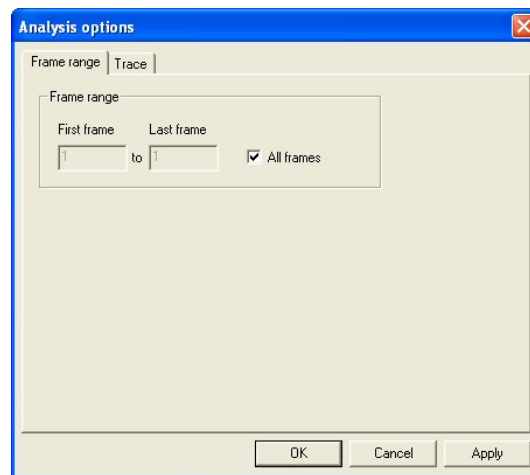 Analysis options
Frame range Trace
Frame range
First frame Last frame
1 to 1 All frames
OK Cancel Apply